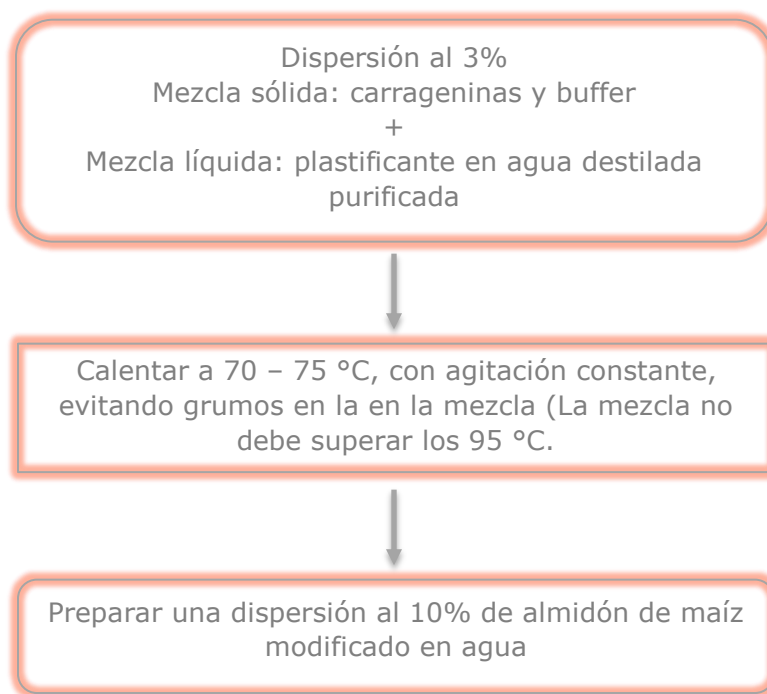 Dispersión al 3%
Mezcla sólida: carrageninas y buffer
+
Mezcla líquida: plastificante en agua destilada
purificada
Calentar a 70 – 75 °C, con agitación constante,
evitando grumos en la en la mezcla (La mezcla no
debe superar los 95 °C.
Preparar una dispersión al 10% de almidón de maíz
modificado en agua